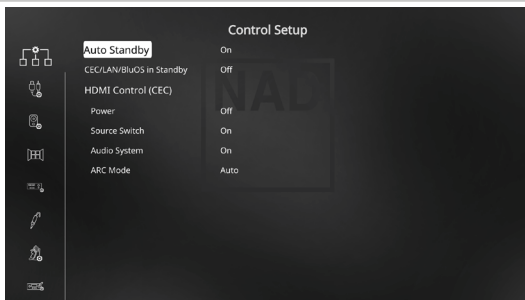 Control Setup
Auto Standby On
CEC/LAN/BluOS in Standby Off
HDMI Control (CEC)
Power Off
Source Switch On
Audio System On
ARC Mode Auto
NAD